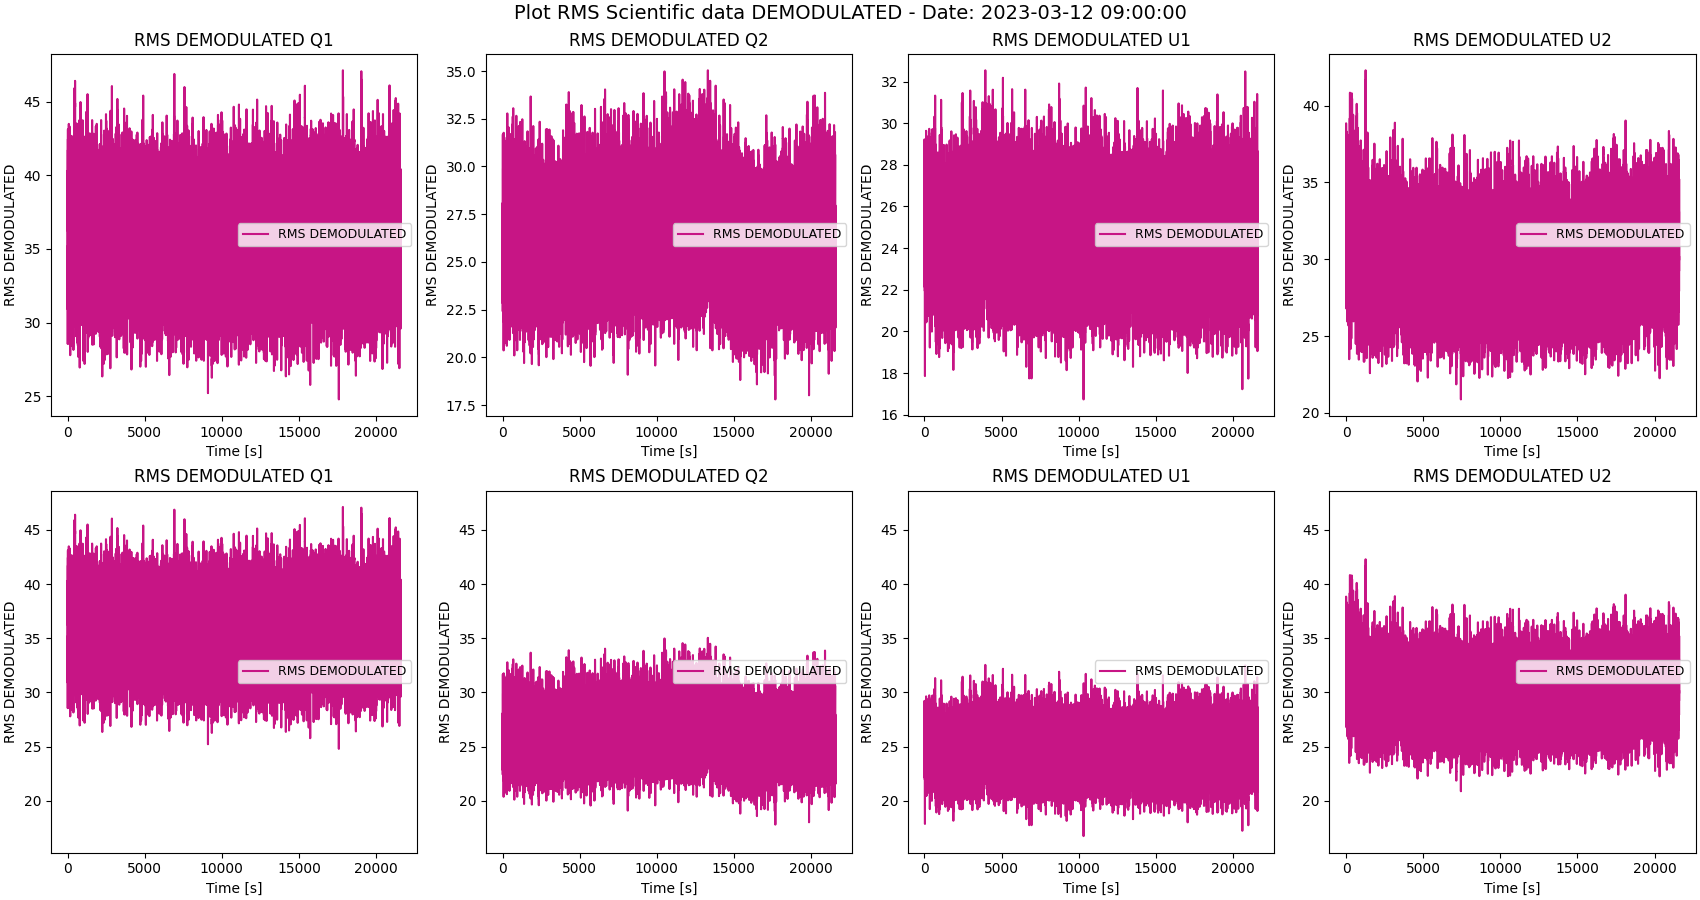 Plot RMS Scientific data DEMODULATED - Date: 2023-03-12 09:00:00
RMS DEMODULATED Q1
RMS DEMODULATED
45
40
35
30
25
RMS DEMODULATED
0 5000 10000 15000 20000
Time [s]
RMS DEMODULATED Q2
RMS DEMODULATED
35.0
32.5
30.0
27.5
25.0
22.5
20.0
17.5
RMS DEMODULATED
0 5000 10000 15000 20000
Time [s]
RMS DEMODULATED U1
RMS DEMODULATED
32
30
28
26
24
22
20
18
16
RMS DEMODULATED
0 5000 10000 15000 20000
Time [s]
RMS DEMODULATED U2
RMS DEMODULATED
40
35
30
25
20
RMS DEMODULATED
0 5000 10000 15000 20000
Time [s]
RMS DEMODULATED Q1
RMS DEMODULATED
45
40
35
30
25
20
RMS DEMODULATED
0 5000 10000 15000 20000
Time [s]
RMS DEMODULATED Q2
RMS DEMODULATED
45
40
35
30
25
20
RMS DEMODULATED
0 5000 10000 15000 20000
Time [s]
RMS DEMODULATED U1
RMS DEMODULATED
45
40
35
30
25
20
RMS DEMODULATED
0 5000 10000 15000 20000
Time [s]
RMS DEMODULATED U2
RMS DEMODULATED
45
40
35
30
25
20
RMS DEMODULATED
0 5000 10000 15000 20000
Time [s]